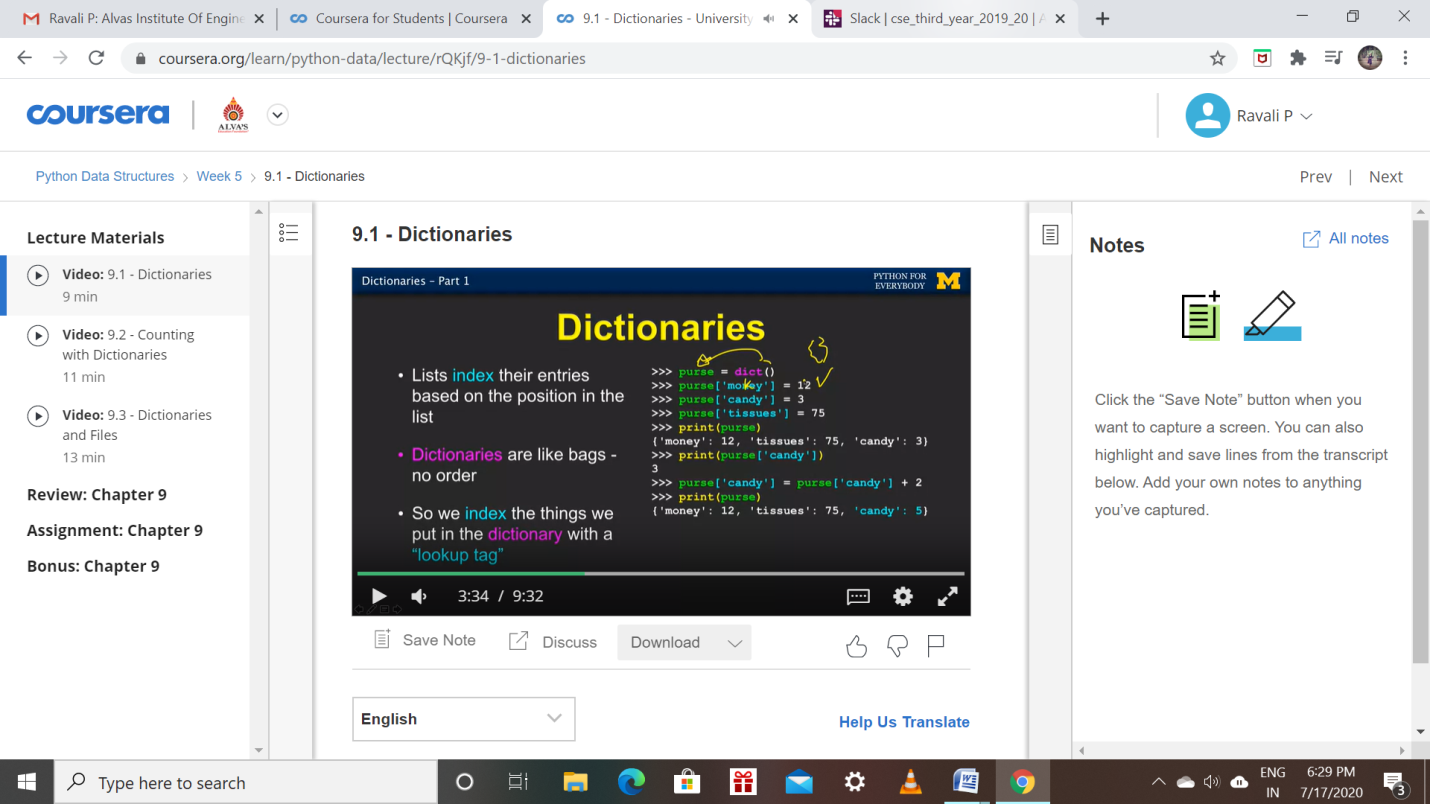 Ravali P: Alvas Institute Of Engine
Coursera for Students | Coursera
9.1 - Dictionaries - University
Slack | cse_third_year_2019_20 | A
coursera.org/learn/python-data/lecture/rQKjf/9-1-dictionaries
coursera
ALVA'S
Ravali P
Python Data Structures > Week 5 > 9.1 - Dictionaries
Prev | Next
Lecture Materials
Video: 9.1 - Dictionaries
9 min
Video: 9.2 - Counting
with Dictionaries
11 min
Video: 9.3 - Dictionaries
and Files
13 min
Review: Chapter 9
Assignment: Chapter 9
Bonus: Chapter 9
9.1 - Dictionaries
Dictionaries – Part 1
PYTHON FOR
EVERYBODY
M
Dictionaries
• Lists index their entries
based on the position in the
list
• Dictionaries are like bags -
no order
• So we index the things we
put in the dictionary with a
“lookup tag”
>>> purse = dict()
>>> purse['money'] = 12
>>> purse['candy'] = 3
>>> purse['tissues'] = 75
>>> print(purse)
{'money': 12, 'tissues': 75, 'candy': 3}
>>> print(purse['candy'])
3
>>> purse['candy'] = purse['candy'] + 2
>>> print(purse)
{'money': 12, 'tissues': 75, 'candy': 5}
3:34 / 9:32
Save Note
Discuss
Download
English
Help Us Translate
Notes
All notes
Click the “Save Note” button when you
want to capture a screen. You can also
highlight and save lines from the transcript
below. Add your own notes to anything
you’ve captured.
Type here to search
ENG
IN
6:29 PM
7/17/2020
3